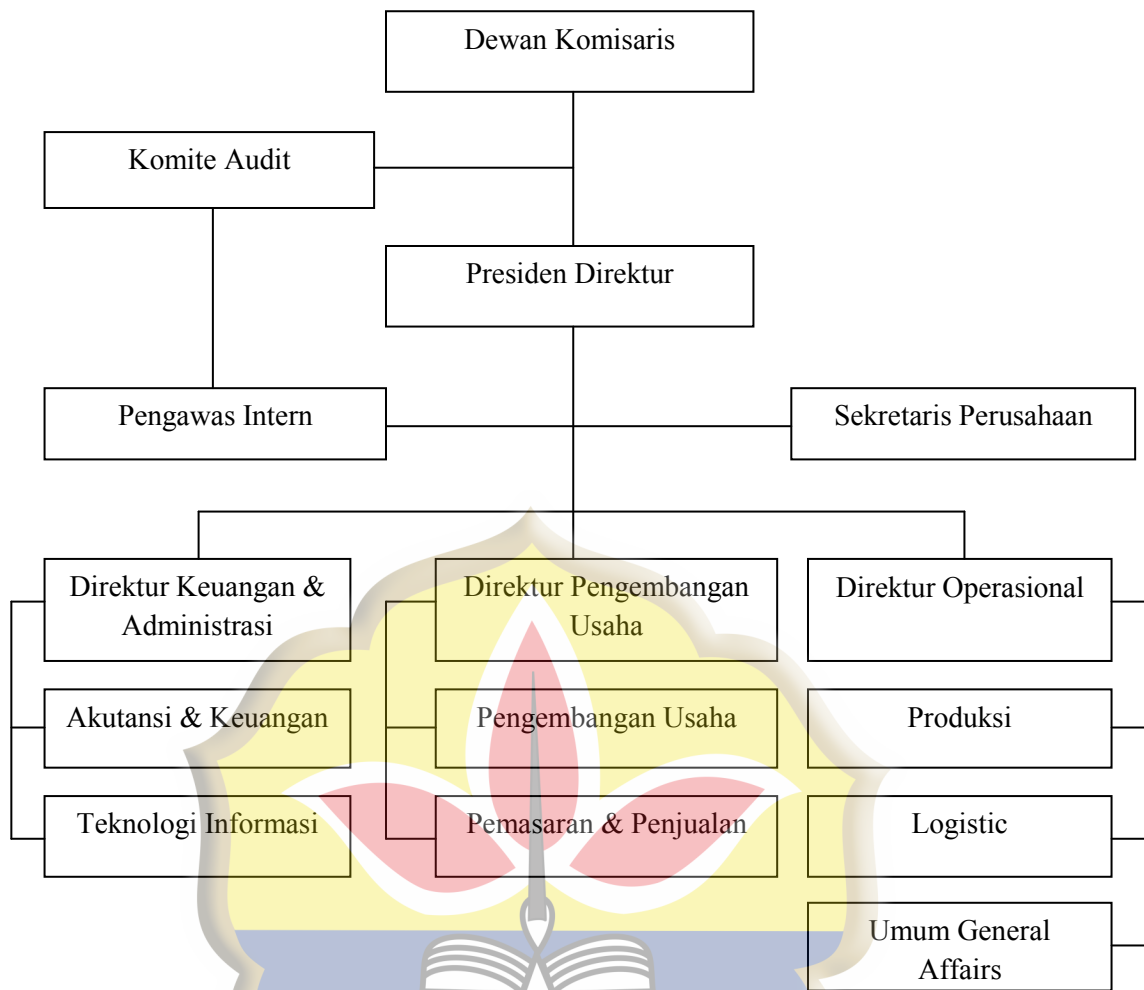 Dewan Komisaris
Komite Audit
Presiden Direktur
Pengawas Intern
Sekretaris Perusahaan
Direktur Keuangan &
Administrasi
Direktur Pengembangan
Usaha
Direktur Operasional
Akutansi & Keuangan
Pengembangan Usaha
Produksi
Teknologi Informasi
Pemasaran & Penjualan
Logistic
Umum General
Affairs